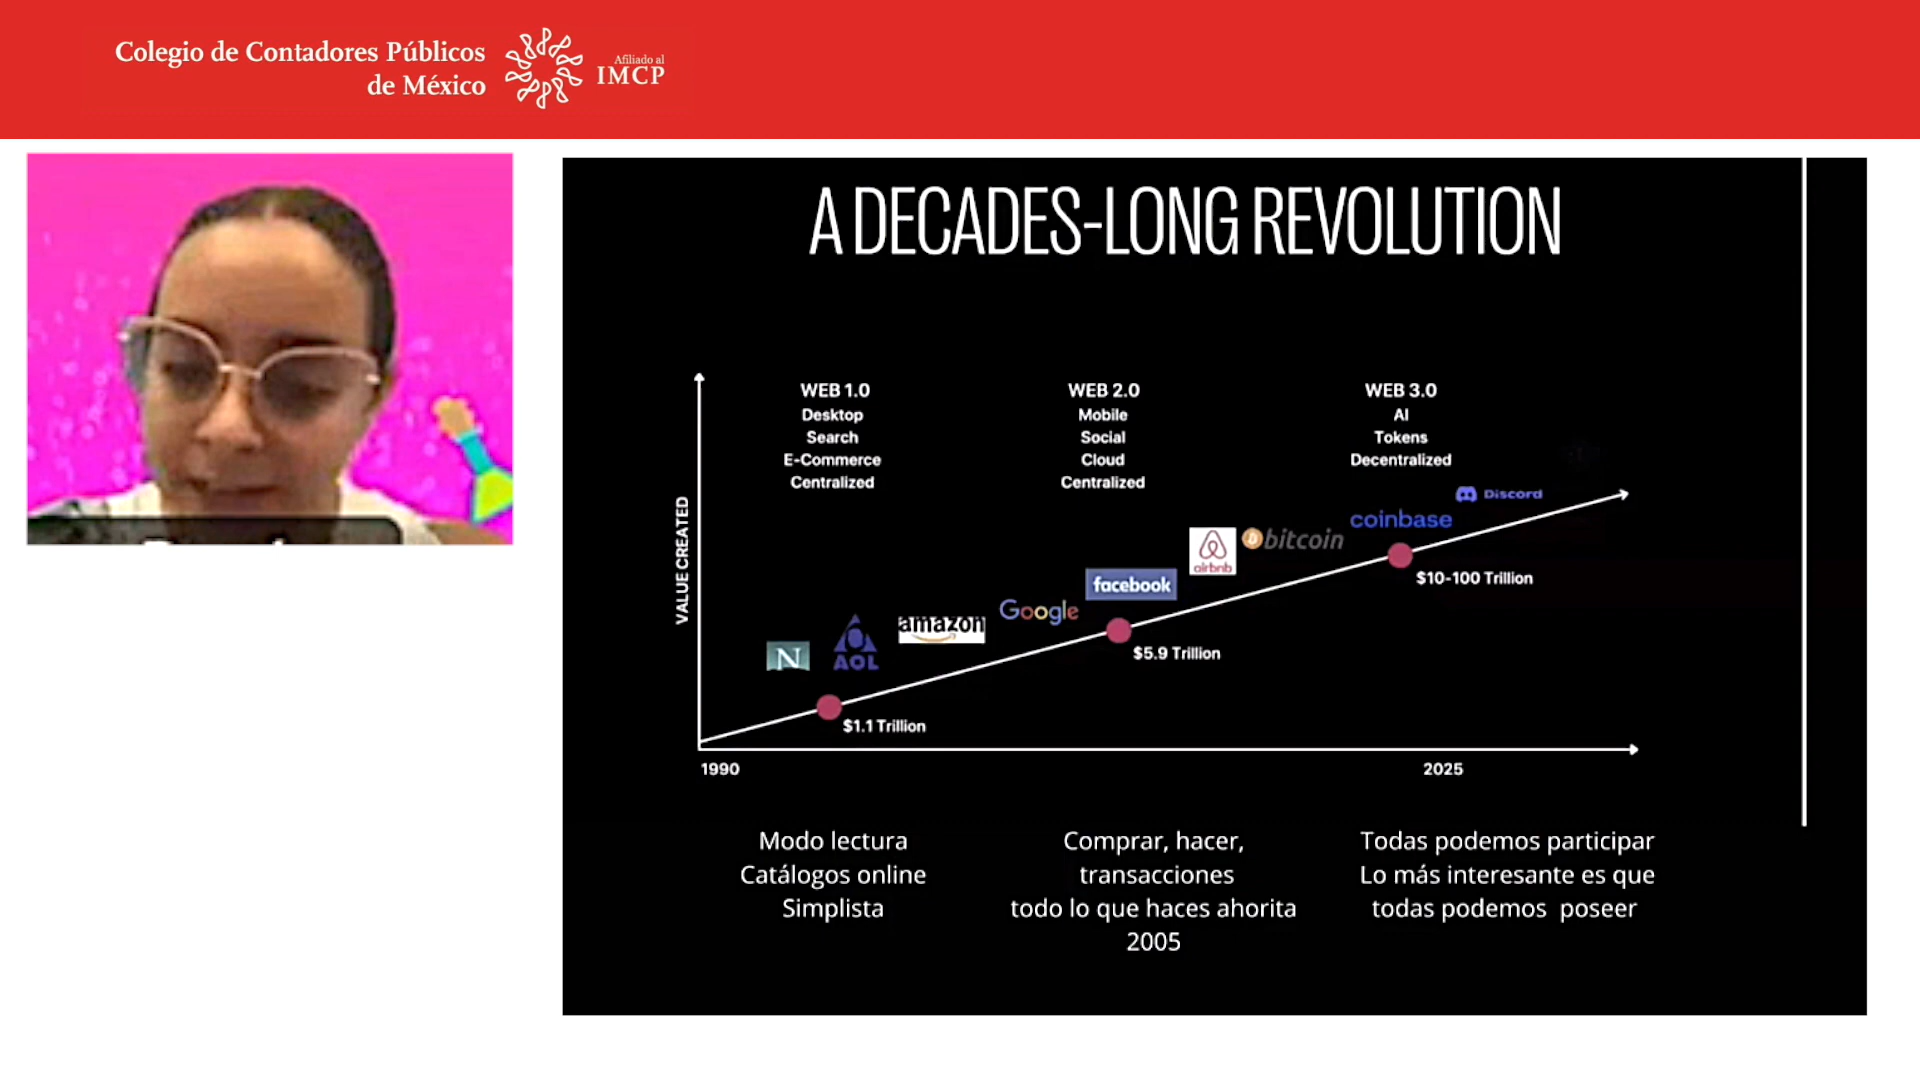 Colegio de Contadores Públicos
de México
Afiliado al
IMCP
A DECADES-LONG REVOLUTION
WEB 1.0
Desktop
Search
E-Commerce
Centralized
WEB 2.0
Mobile
Social
Cloud
Centralized
WEB 3.0
AI
Tokens
Decentralized
VALUE CREATED
N
AOL
amazon
Google
facebook
airbnb
bitcoin
coinbase
Discord
$1.1 Trillion
$5.9 Trillion
$10-100 Trillion
1990
2025
Modo lectura
Catálogos online
Simplista
Comprar, hacer,
transacciones
todo lo que haces ahorita
2005
Todas podemos participar
Lo más interesante es que
todas podemos poseer